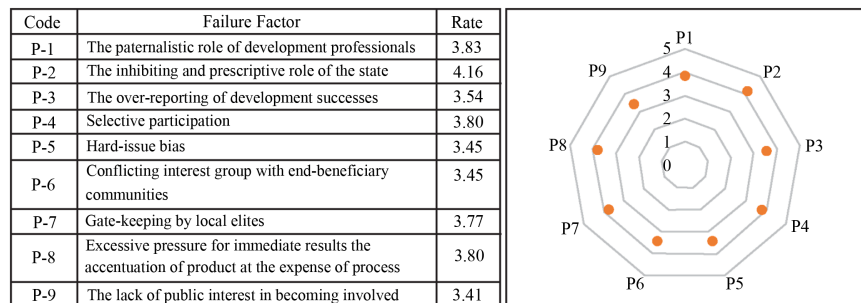 Code Failure Factor Rate
P-1 The paternalistic role of development professionals 3.83
P-2 The inhibiting and prescriptive role of the state 4.16
P-3 The over-reporting of development successes 3.54
P-4 Selective participation 3.80
P-5 Hard-issue bias 3.45
P-6 Conflicting interest group with end-beneficiary
communities 3.45
P-7 Gate-keeping by local elites 3.77
P-8 Excessive pressure for immediate results the
accentuation of product at the expense of process 3.80
P-9 The lack of public interest in becoming involved 3.41
P1
P2
P3
P4
P5
P6
P7
P8
P9
5
4
3
2
1
0